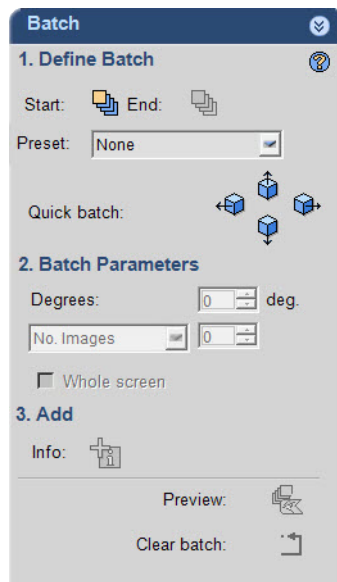 Batch
1. Define Batch
Start: End:
Preset: None
Quick batch:
2. Batch Parameters
Degrees: 0 deg.
No. Images 0
Whole screen
3. Add
Info:
Preview:
Clear batch: